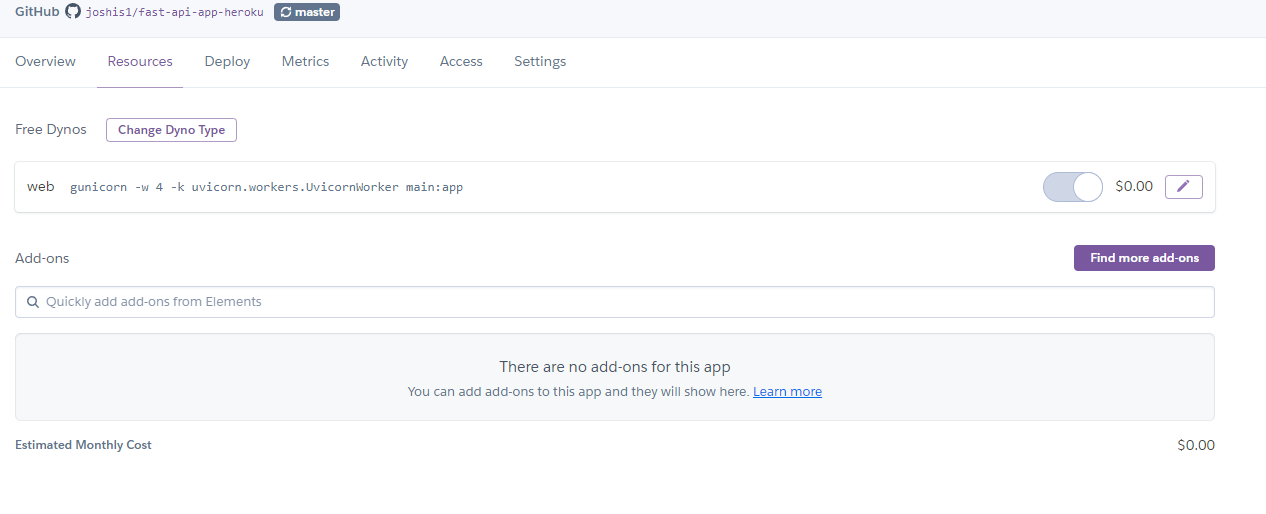 GitHub joshis1/fast-api-app-heroku master
Overview Resources Deploy Metrics Activity Access Settings
Free Dynos Change Dyno Type
web gunicorn -w 4 -k uvicorn.workers.UvicornWorker main:app $0.00
Add-ons Find more add-ons
Quickly add add-ons from Elements
There are no add-ons for this app
You can add add-ons to this app and they will show here. Learn more
Estimated Monthly Cost $0.00